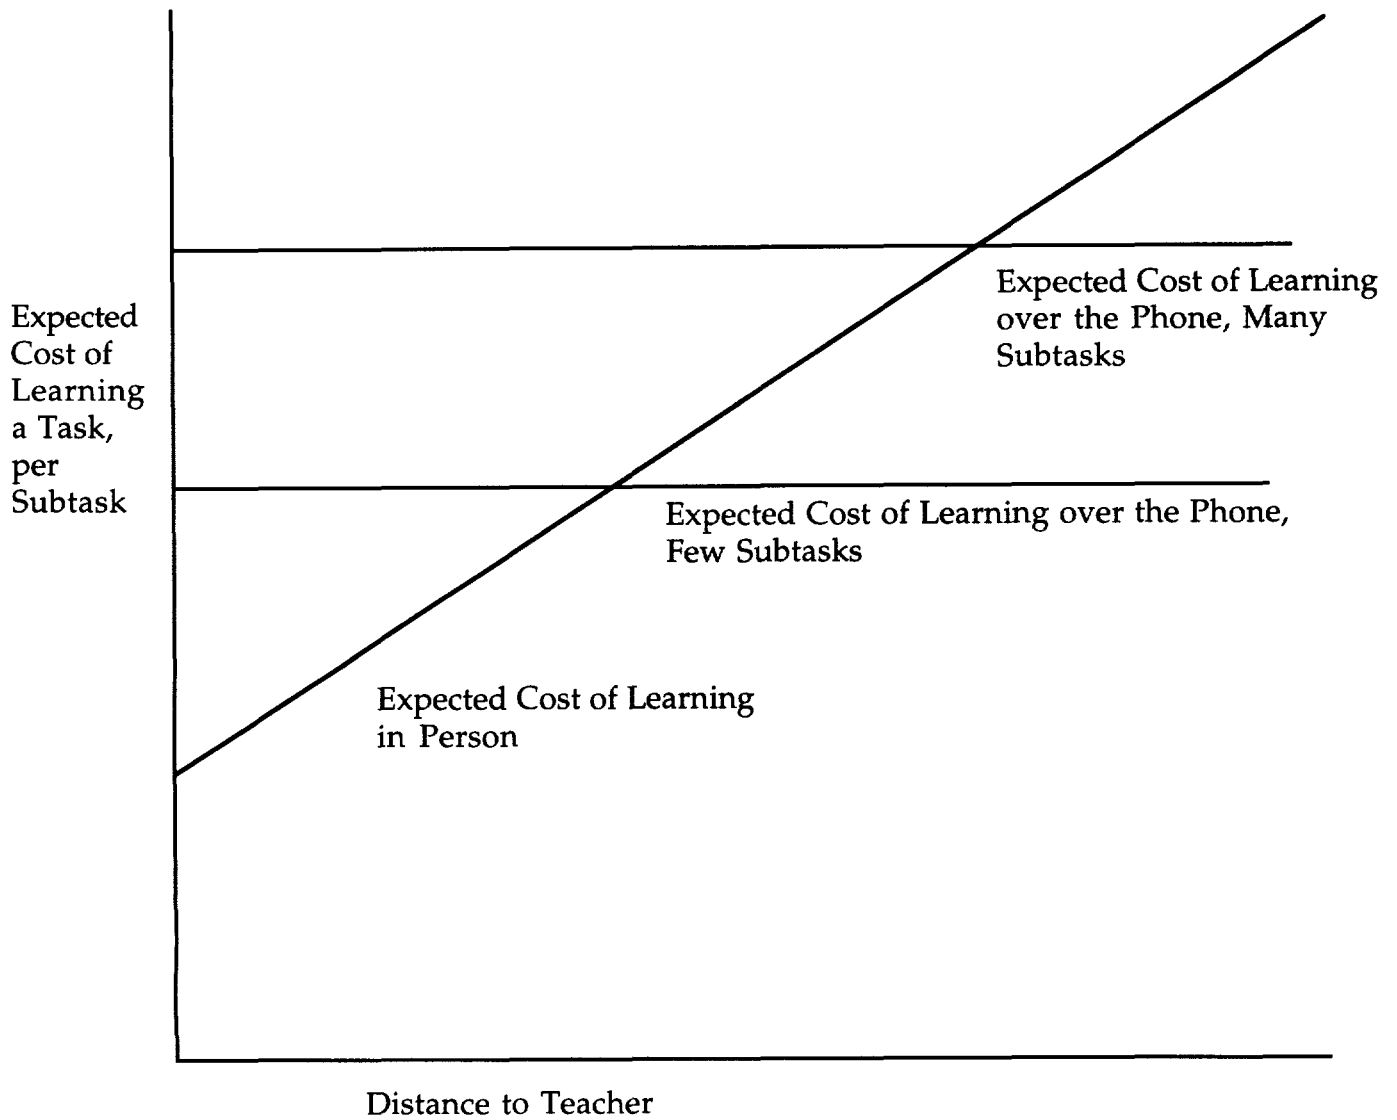 Expected
Cost of
Learning
a Task,
per
Subtask
Expected Cost of Learning
over the Phone, Many
Subtasks
Expected Cost of Learning over the Phone,
Few Subtasks
Expected Cost of Learning
in Person
Distance to Teacher